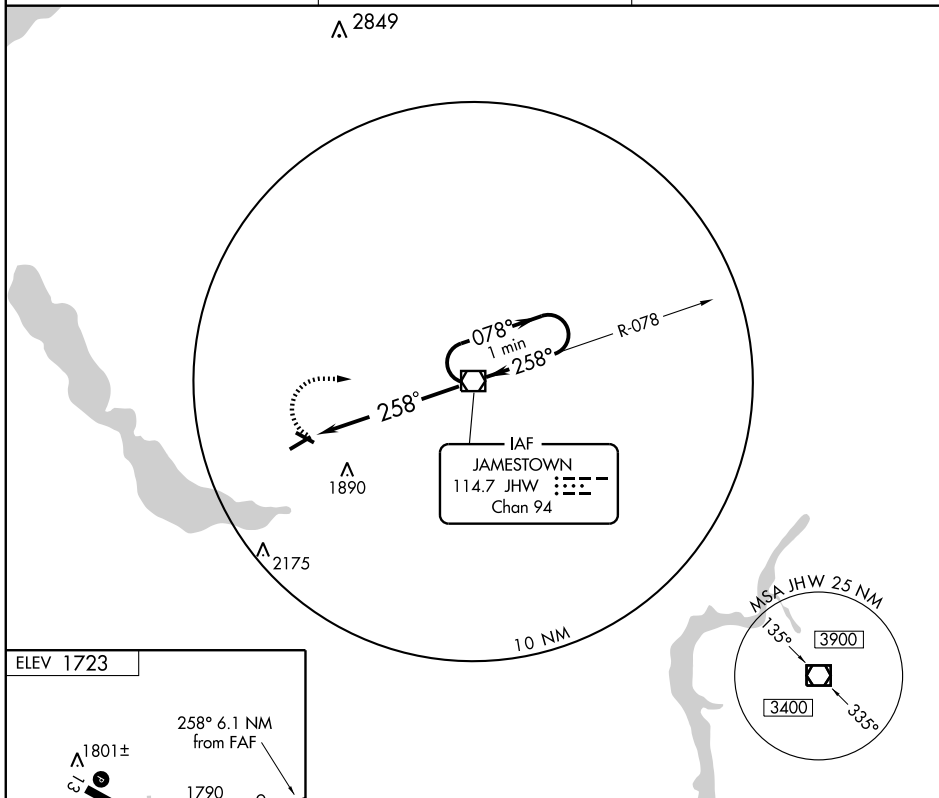 2849
078°
1 min
258°
R-078
258°
IAF
JAMESTOWN
114.7 JHW
Chan 94
1890
2175
10 NM
MSA JHW 25 NM
135°
3900
3400
335°
ELEV 1723
258° 6.1 NM
from FAF
1801±
P
13
1790